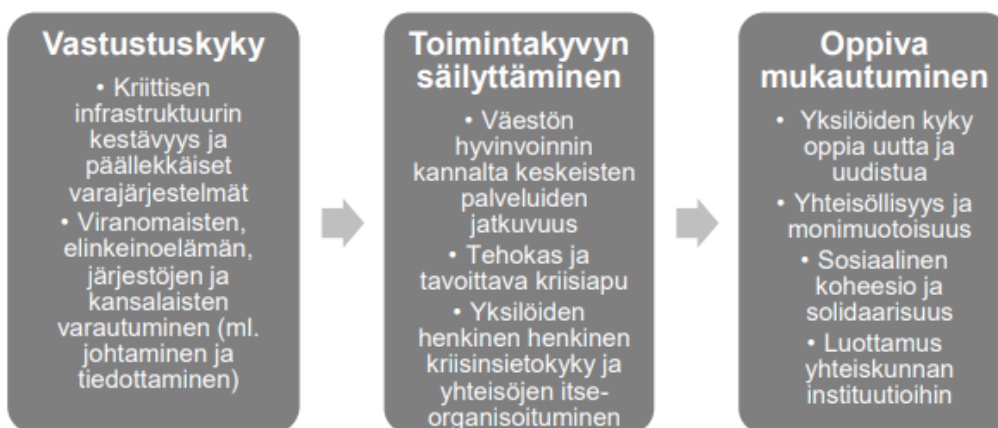 Vastustuskyky
• Kriittisen
infrastruktuurin
kestävyys ja
päällekkäiset
varajärjestelmät
• Viranomaisten,
elinkeinoelämän,
järjestöjen ja
kansalaisten
varautuminen (ml.
johtaminen ja
tiedottaminen)
Toimintakyvyn
säilyttäminen
• Väestön
hyvinvoinnin
kannalta keskeisten
palveluiden
jatkuvuus
• Tehokas ja
tavoittava kriisiapu
• Yksilöiden
henkinen henkinen
kriisinsietokyky ja
yhteisöjen itse-
organisoituminen
Oppiva
mukautuminen
• Yksilöiden kyky
oppia uutta ja
uudistua
• Yhteisöllisyys ja
monimuotoisuus
• Sosiaalinen
koheesio ja
solidaarisuus
• Luottamus
yhteiskunnan
instituutioihin